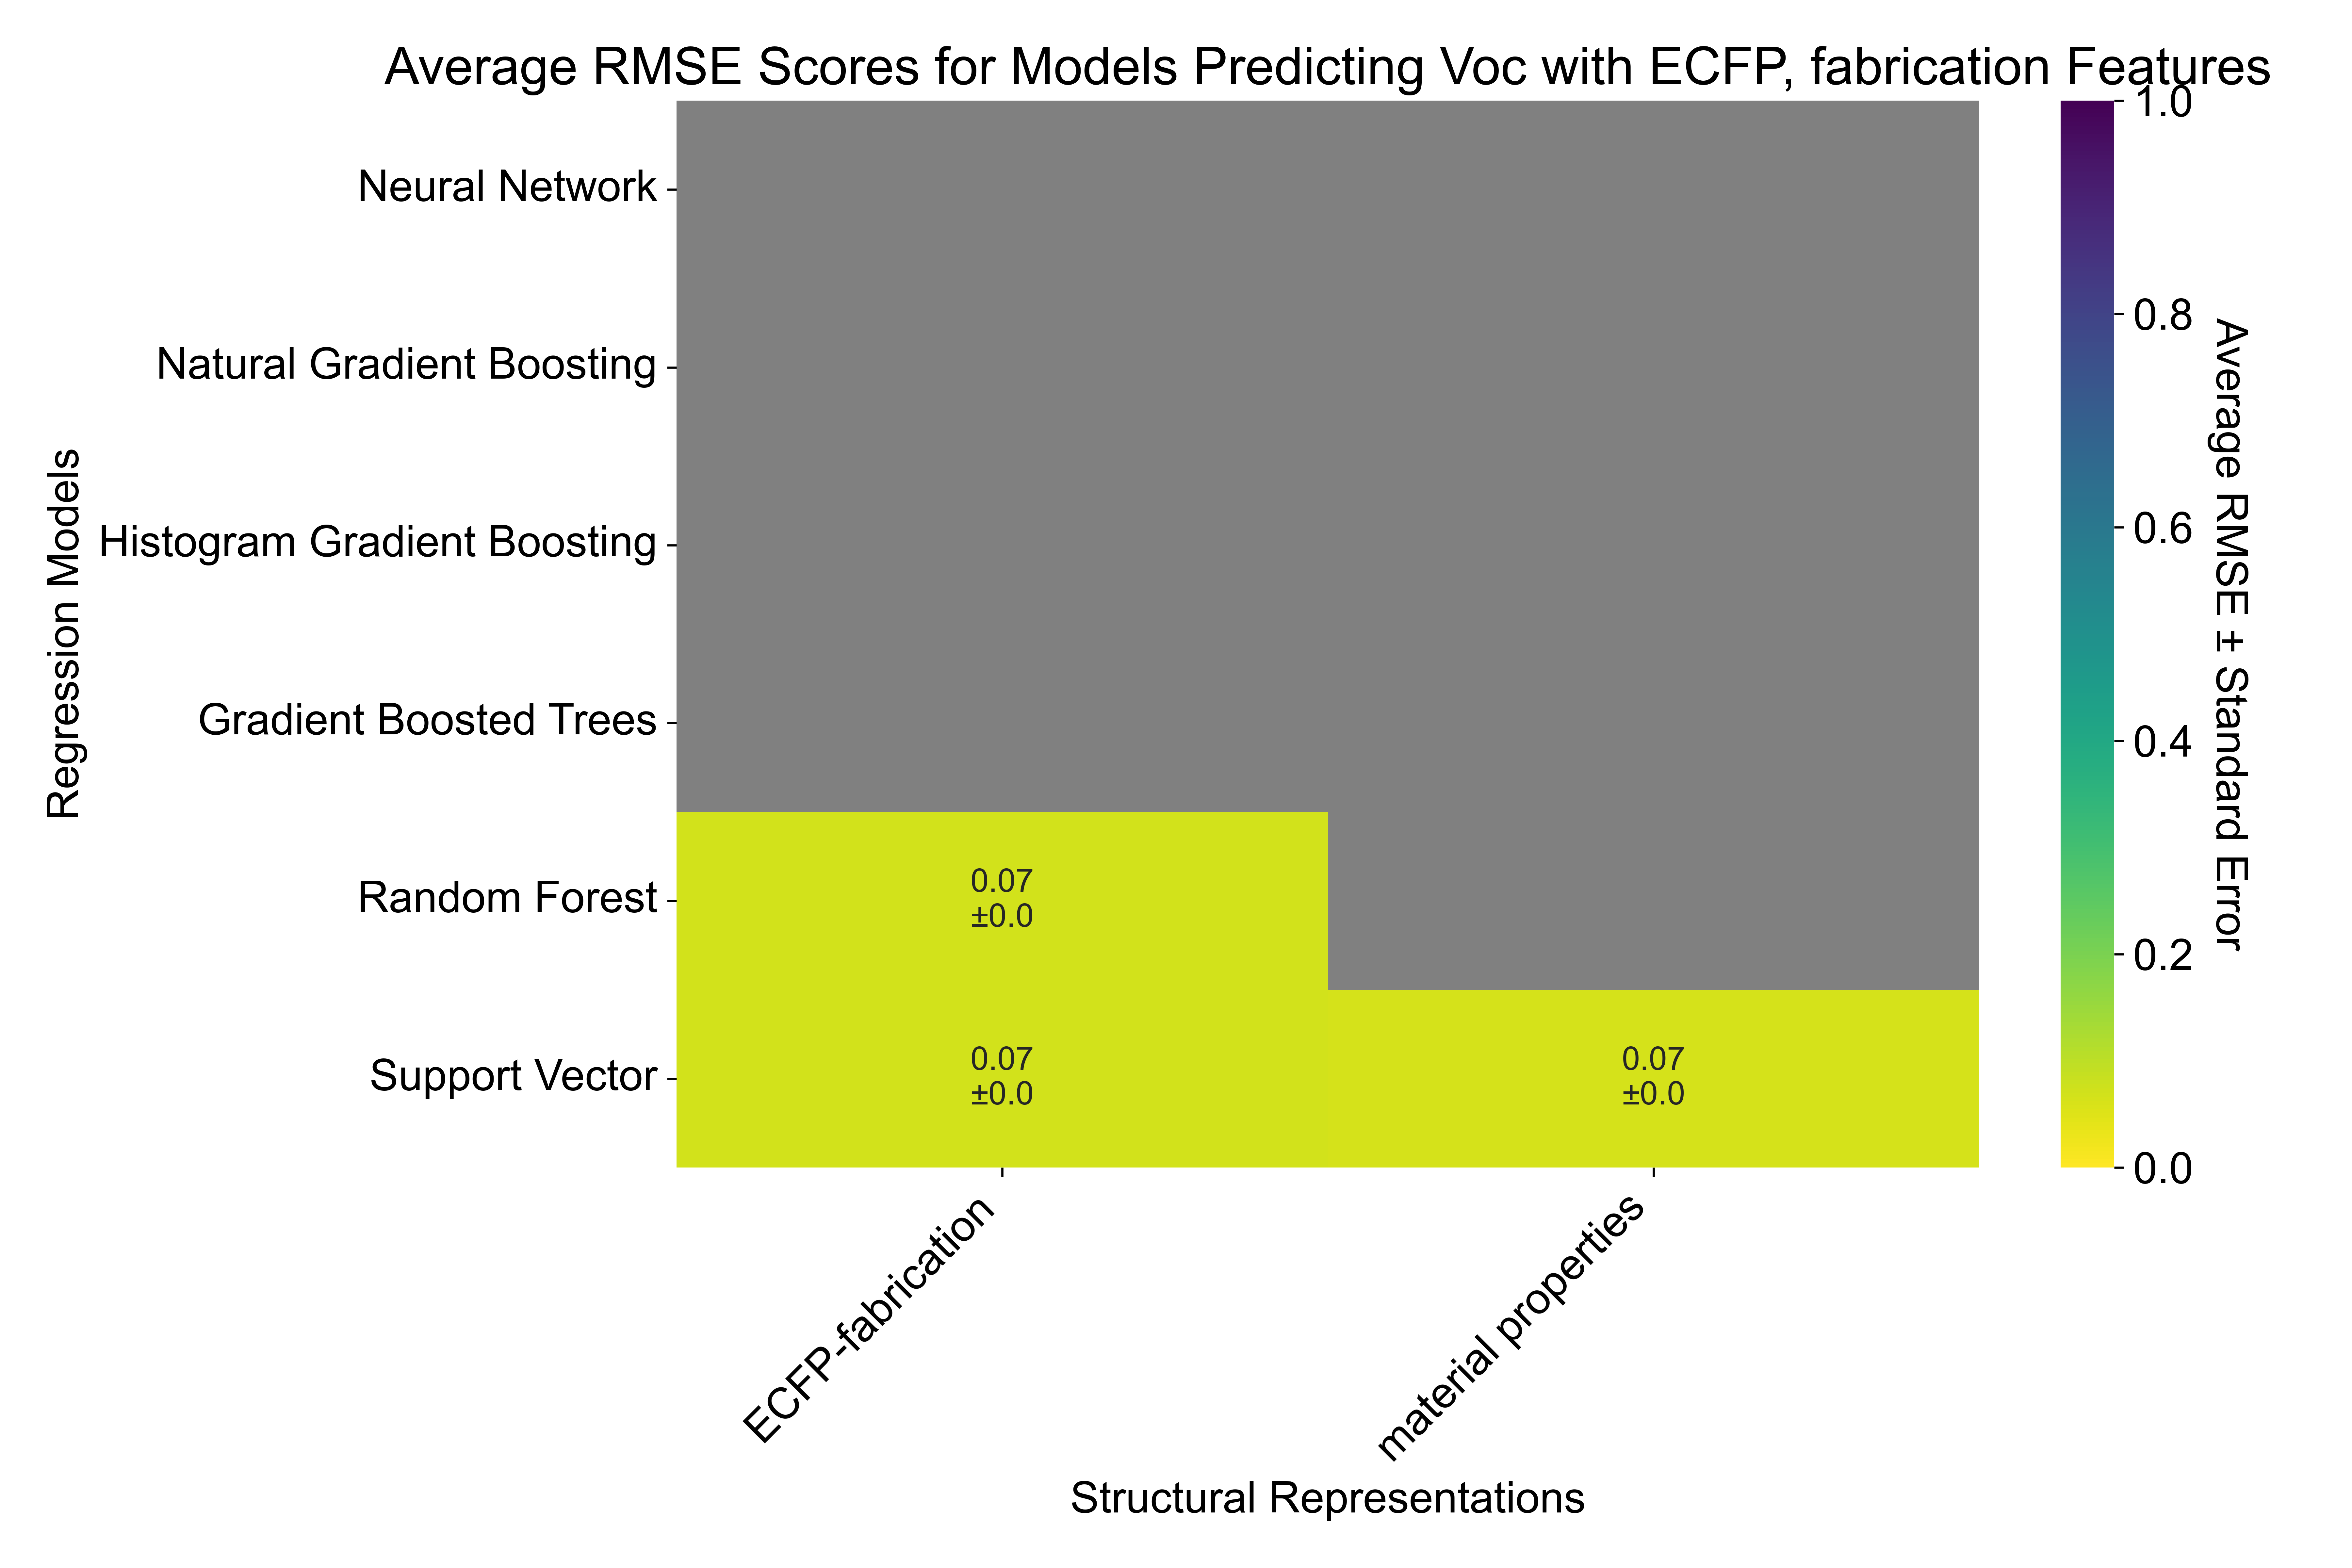 Average RMSE Scores for Models Predicting Voc with ECFP, fabrication Features
Regression Models
Neural Network
Natural Gradient Boosting
Histogram Gradient Boosting
Gradient Boosted Trees
Random Forest
Support Vector
0.07
±0.0
0.07
±0.0
0.07
±0.0
ECFP-fabrication
material properties
Structural Representations
1.0
0.8
0.6
0.4
0.2
0.0
Average RMSE ± Standard Error